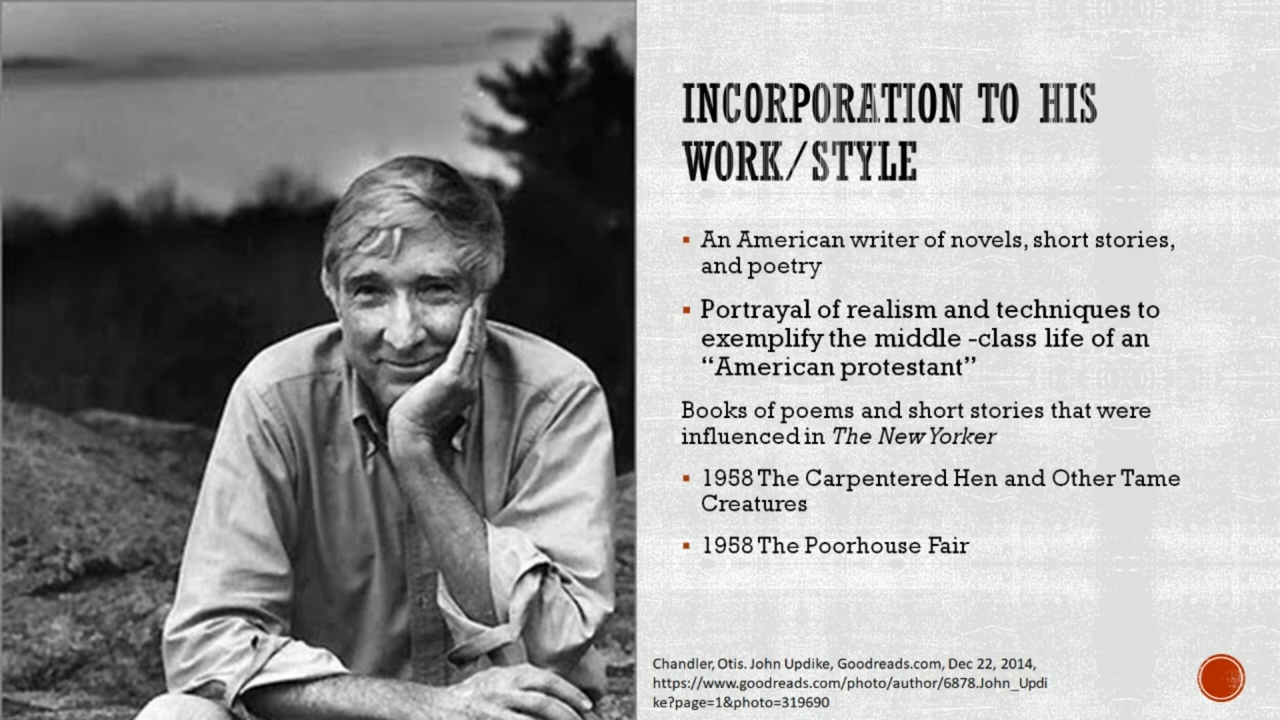 INCORPORATION TO HIS
WORK/STYLE
▪ An American writer of novels, short stories,
and poetry
▪ Portrayal of realism and techniques to
exemplify the middle -class life of an
“American protestant”
Books of poems and short stories that were
influenced in The New Yorker
▪ 1958 The Carpentered Hen and Other Tame
Creatures
▪ 1958 The Poorhouse Fair
Chandler, Otis. John Updike, Goodreads.com, Dec 22, 2014,
https://www.goodreads.com/photo/author/6878.John_Updi
ke?page=1&photo=319690